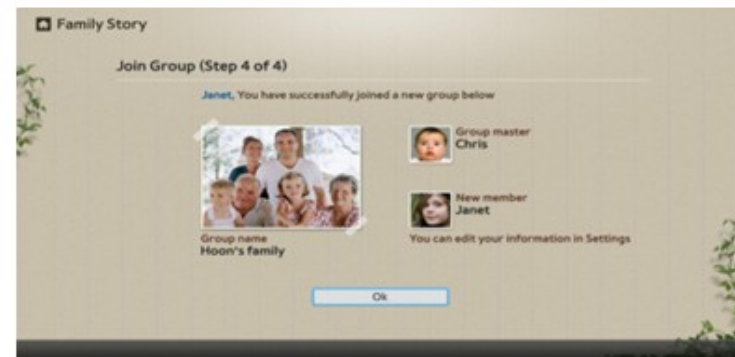 Family Story
Join Group (Step 4 of 4)
Janet, You have successfully joined a new group below
Group master
Chris
New member
Janet
You can edit your information in Settings
Group name
Hoon's family
Ok